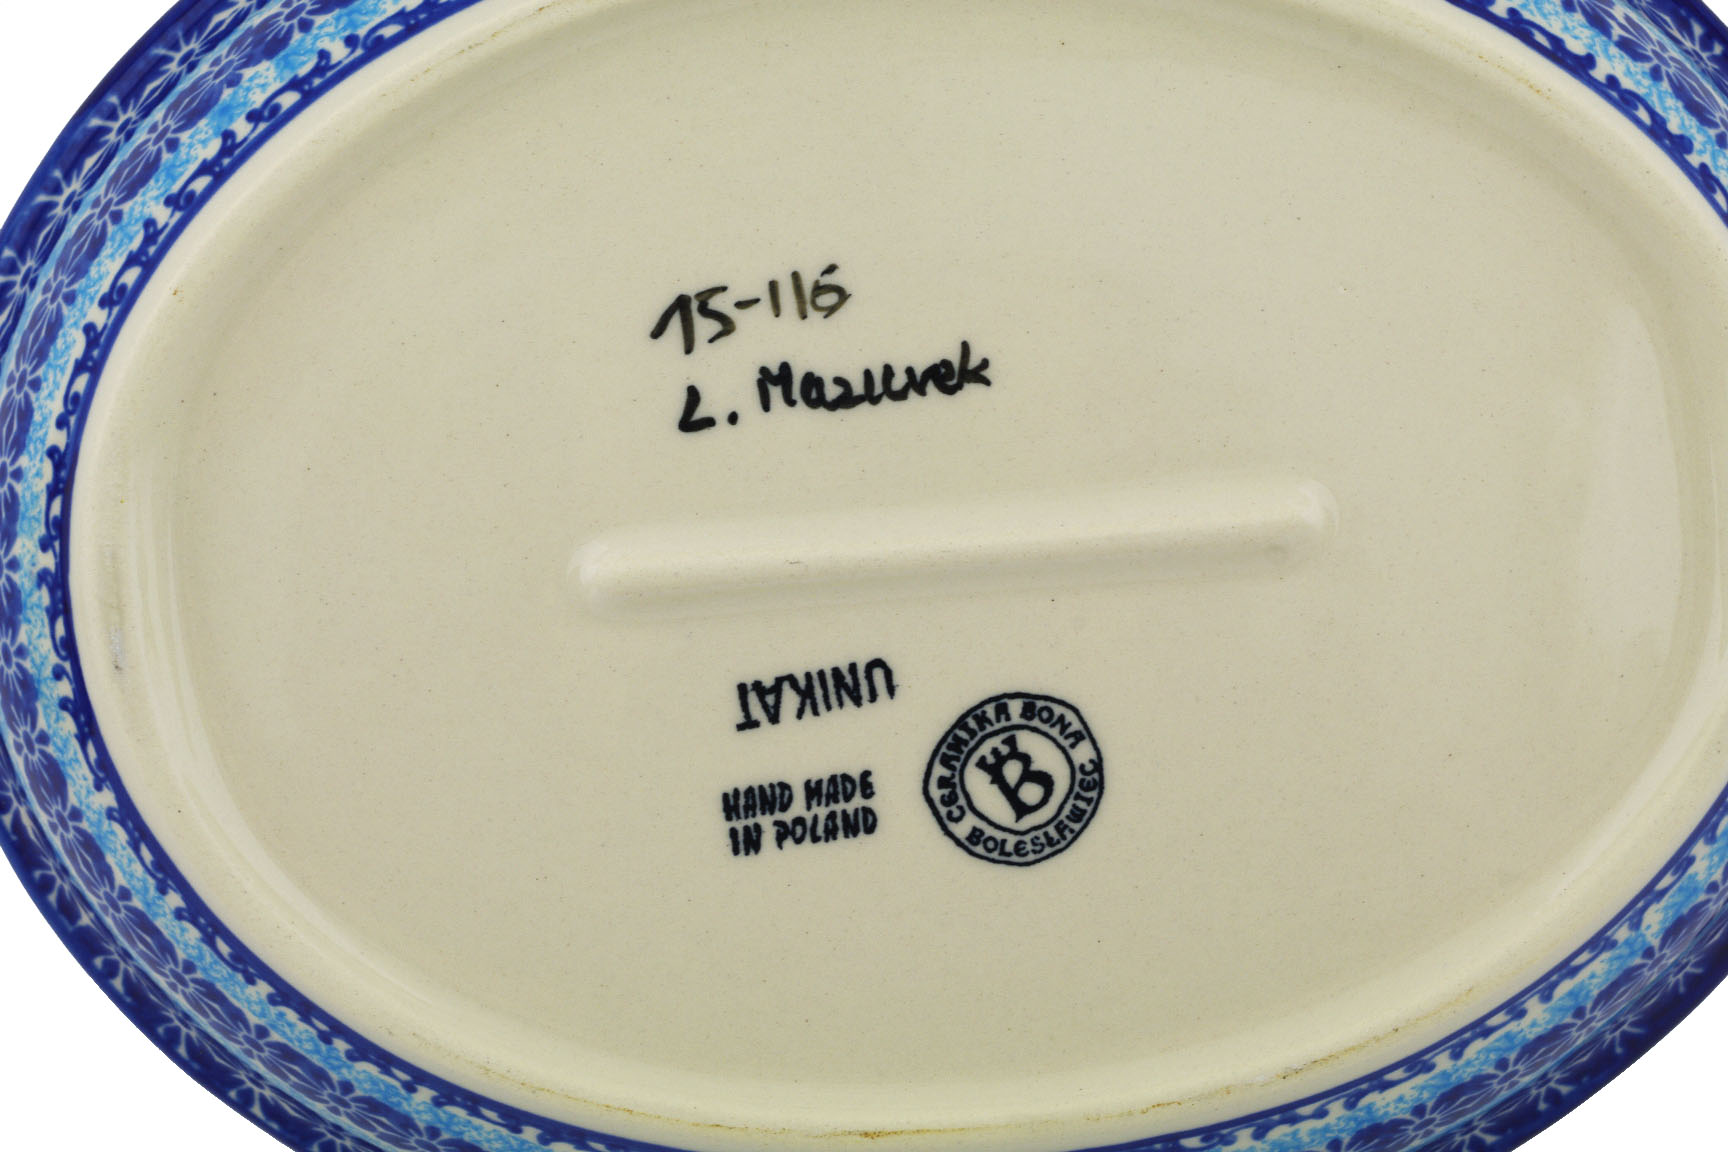 15-116
L. Mazurek
UNIKAT
HAND MADE
IN POLAND
CERAMIKA BONA
BOLESŁAWIEC
B